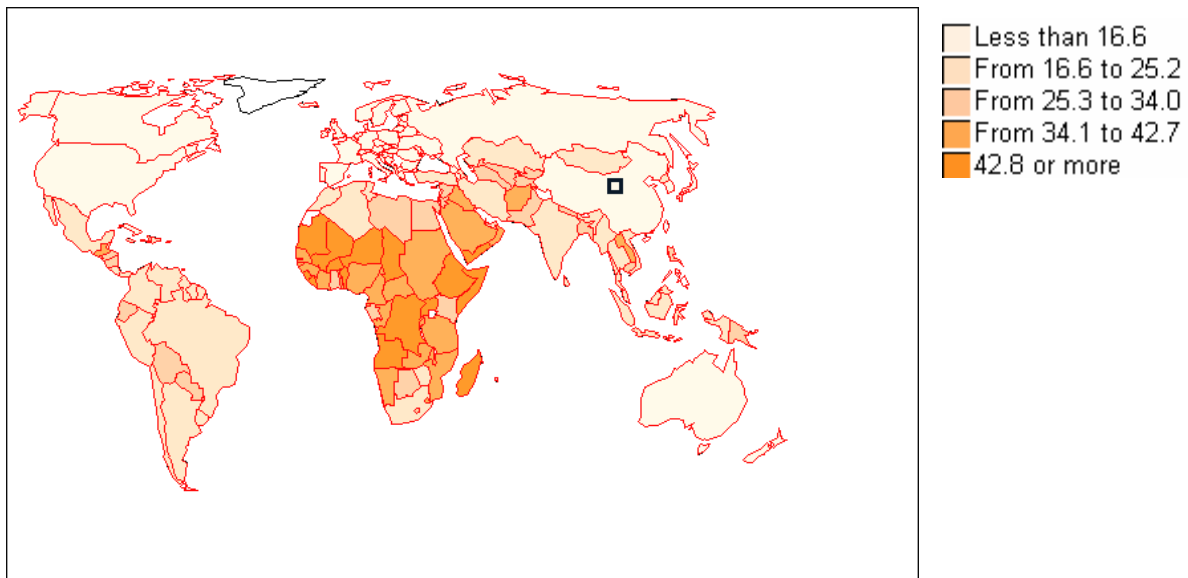 Less than 16.6
From 16.6 to 25.2
From 25.3 to 34.0
From 34.1 to 42.7
42.8 or more